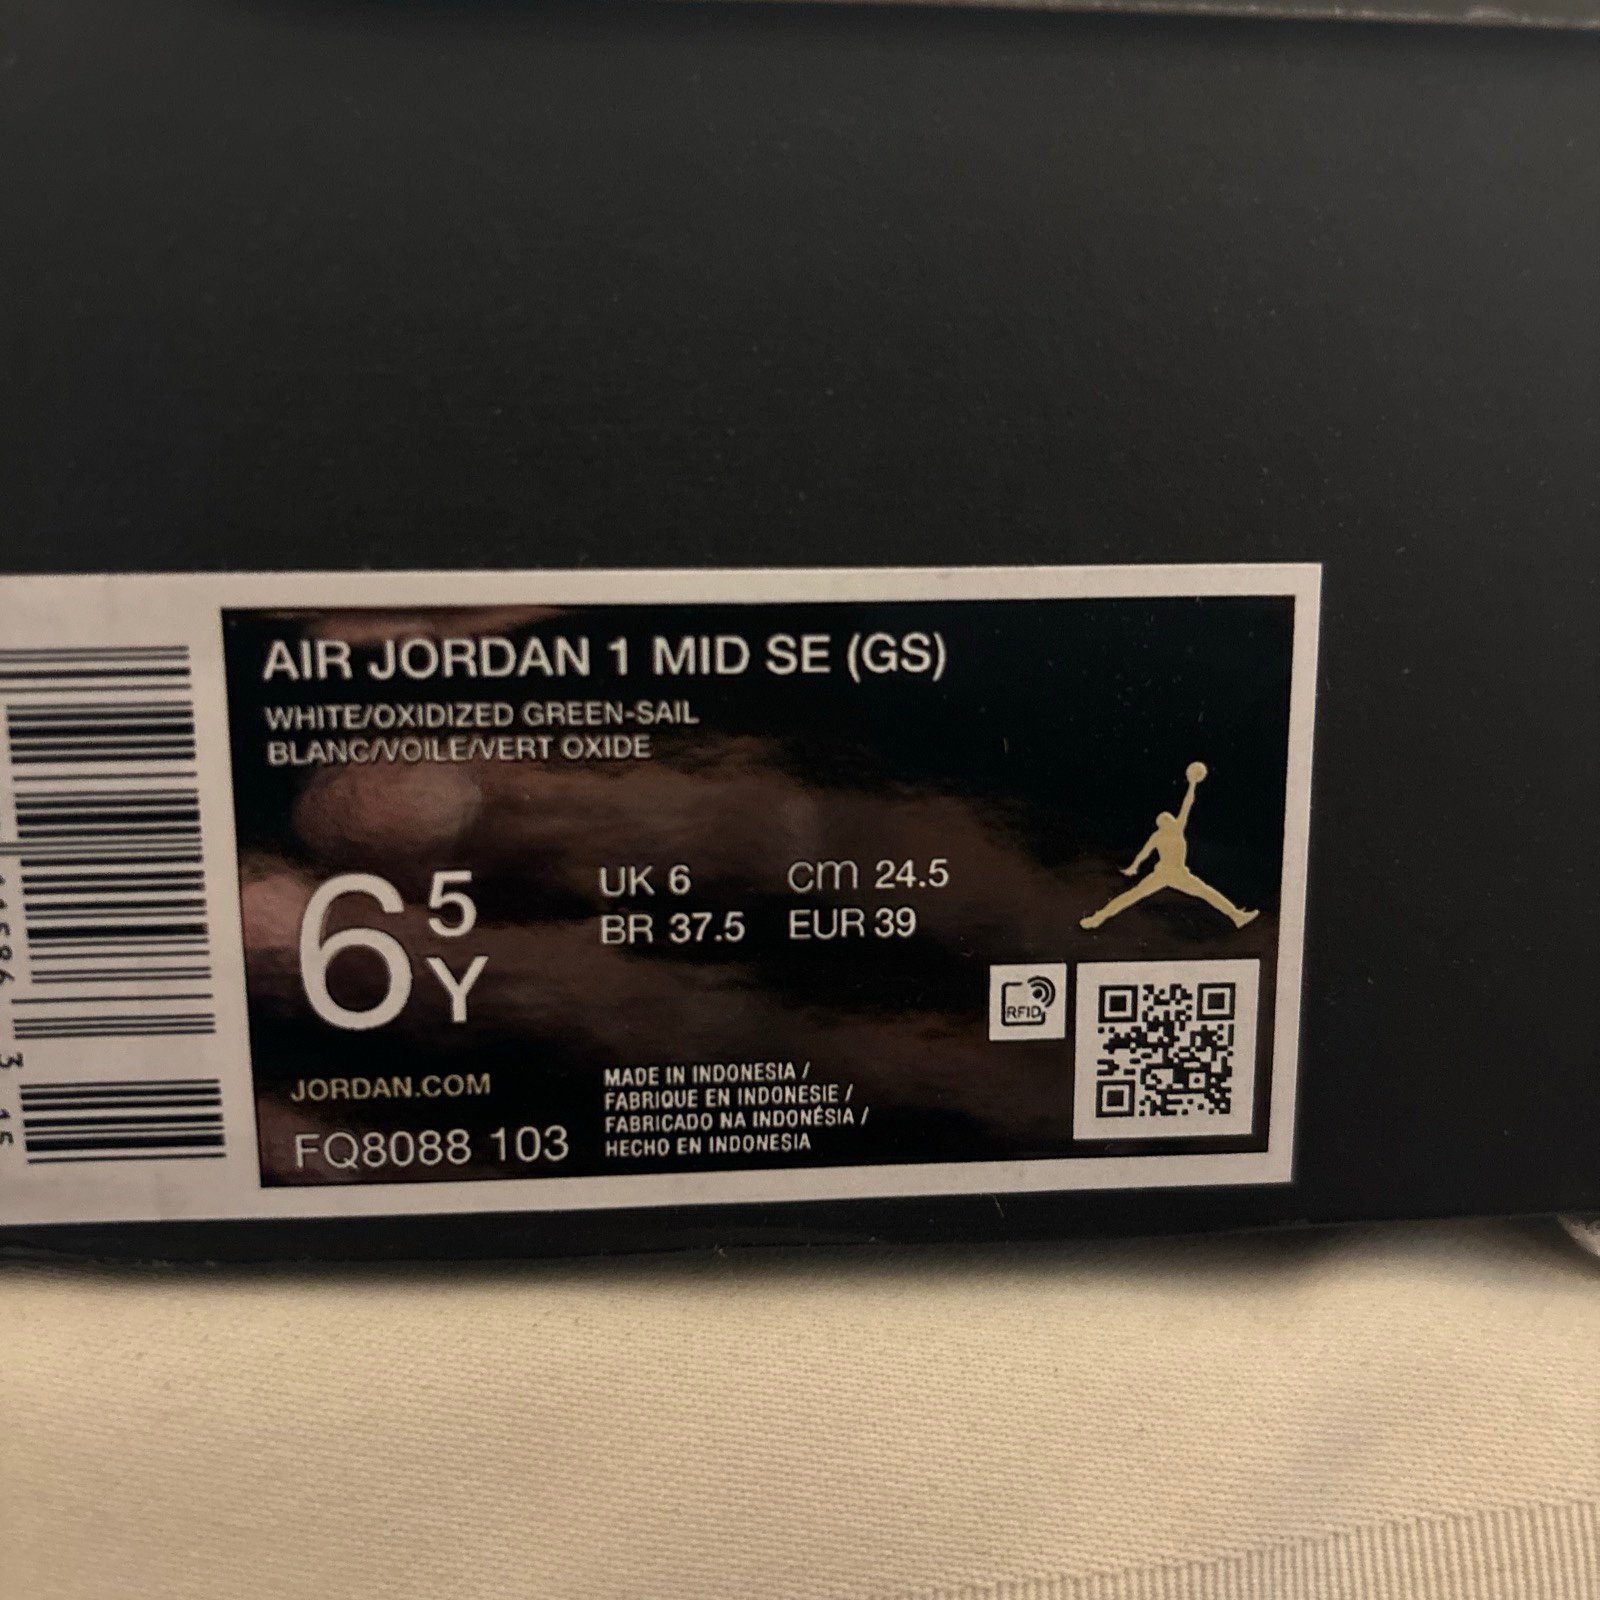 AIR JORDAN 1 MID SE (GS)
WHITE/OXIDIZED GREEN-SAIL
BLANC/VOILE/VERT OXIDE
6 5 Y
UK 6 cm 24.5
BR 37.5 EUR 39
RFID
JORDAN.COM
FQ8088 103
MADE IN INDONESIA /
FABRIQUE EN INDONESIE /
FABRICADO NA INDONÉSIA /
HECHO EN INDONESIA